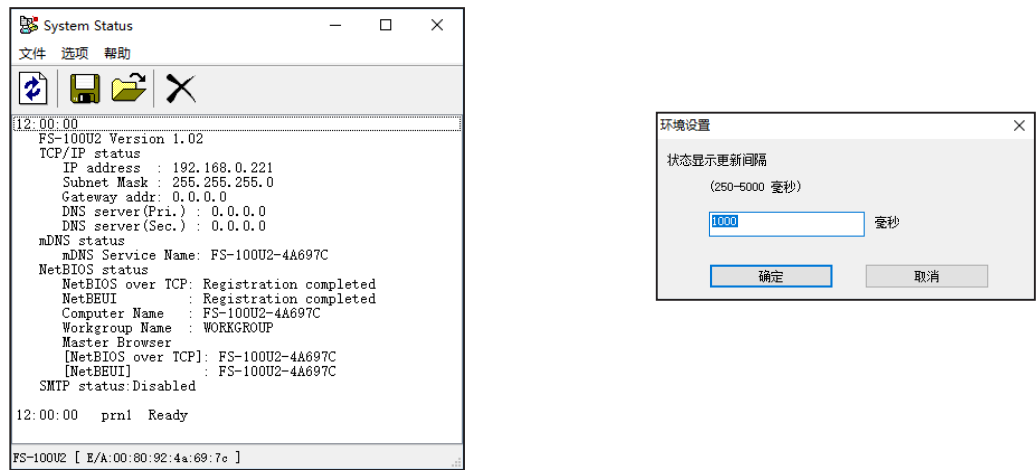 System Status
文件 选项 帮助
12:00:00
FS-100U2 Version 1.02
TCP/IP status
IP address : 192.168.0.221
Subnet Mask : 255.255.255.0
Gateway addr: 0.0.0.0
DNS server(Pri.) : 0.0.0.0
DNS server(Sec.) : 0.0.0.0
mDNS status
mDNS Service Name: FS-100U2-4A697C
NetBIOS status
NetBIOS over TCP: Registration completed
NetBEUI : Registration completed
Computer Name : FS-100U2-4A697C
Workgroup Name : WORKGROUP
Master Browser
[NetBIOS over TCP]: FS-100U2-4A697C
[NetBEUI] : FS-100U2-4A697C
SMTP status:Disabled
12:00:00 prn1 Ready
FS-100U2 [ E/A:00:80:92:4a:69:7c ]
环境设置
状态显示更新间隔
(250-5000 毫秒)
1000 毫秒
确定 取消